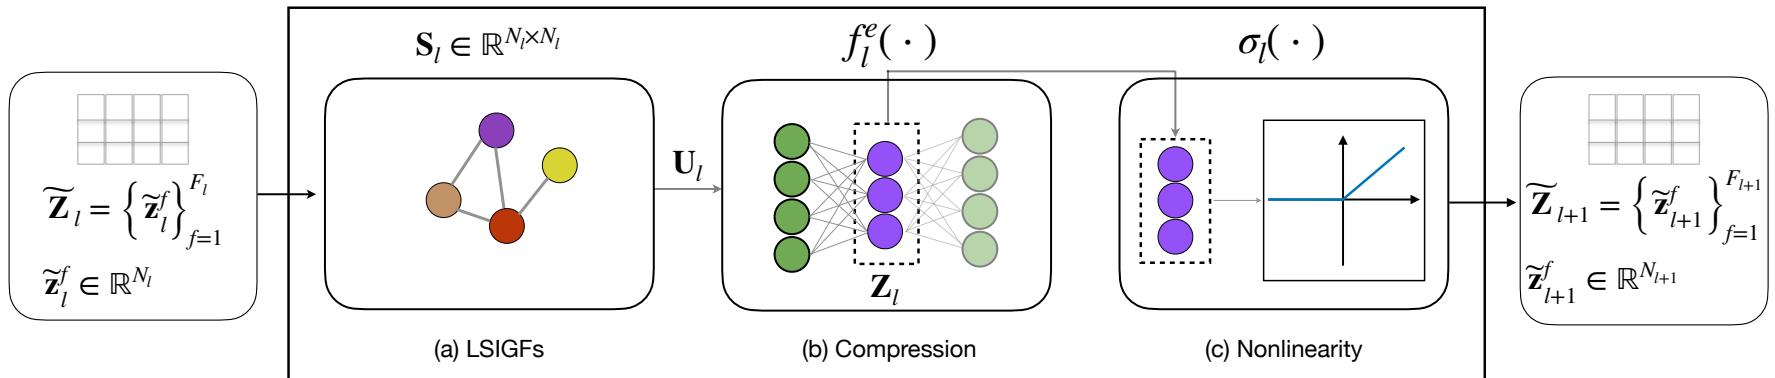 𝐒_l ∈ ℝ^{N_l×N_l}
f_l^e( · )
σ_l( · )
𝐙̃_l = {𝐳̃_l^f}_{f=1}^{F_l}
𝐳̃_l^f ∈ ℝ^{N_l}
𝐔_l
𝐙_l
𝐙̃_{l+1} = {𝐳̃_{l+1}^f}_{f=1}^{F_{l+1}}
𝐳̃_{l+1}^f ∈ ℝ^{N_{l+1}}
(a) LSIGFs
(b) Compression
(c) Nonlinearity